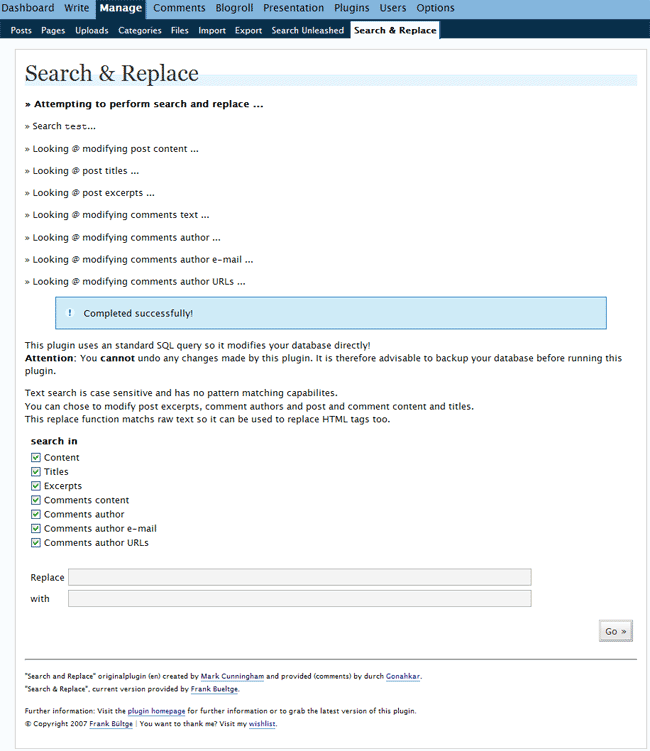 Dashboard Write Manage Comments Blogroll Presentation Plugins Users Options
Posts Pages Uploads Categories Files Import Export Search Unleashed Search & Replace
Search & Replace
» Attempting to perform search and replace ...
» Search test...
» Looking @ modifying post content ...
» Looking @ post titles ...
» Looking @ post excerpts ...
» Looking @ modifying comments text ...
» Looking @ modifying comments author ...
» Looking @ modifying comments author e-mail ...
» Looking @ modifying comments author URLs ...
! Completed successfully!
This plugin uses an standard SQL query so it modifies your database directly!
Attention: You cannot undo any changes made by this plugin. It is therefore advisable to backup your database before running this
plugin.
Text search is case sensitive and has no pattern matching capabilites.
You can chose to modify post excerpts, comment authors and post and comment content and titles.
This replace function matchs raw text so it can be used to replace HTML tags too.
search in
Content
Titles
Excerpts
Comments content
Comments author
Comments author e-mail
Comments author URLs
Replace
with
Go »
"Search and Replace" originalplugin (en) created by Mark Cunningham and provided (comments) by durch Gonahkar.
"Search & Replace", current version provided by Frank Bueltge.
Further information: Visit the plugin homepage for further information or to grab the latest version of this plugin.
© Copyright 2007 Frank Bültge | You want to thank me? Visit my wishlist.